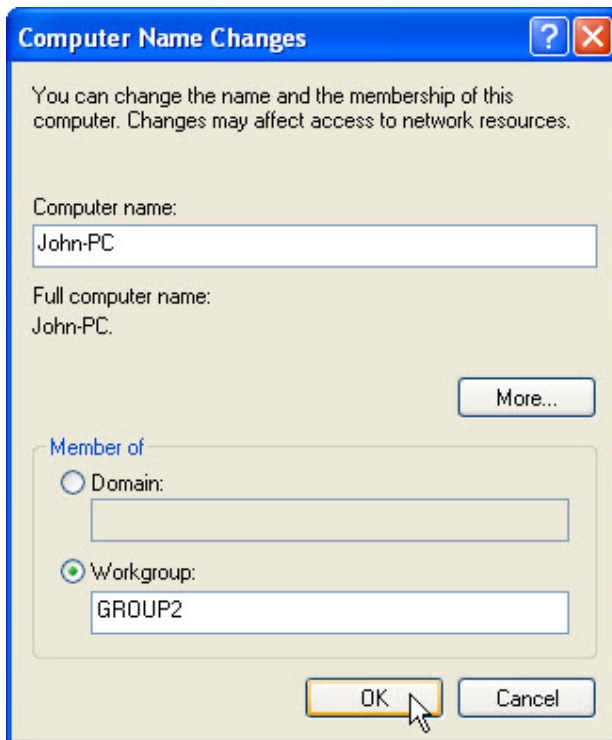 Computer Name Changes
You can change the name and the membership of this
computer. Changes may affect access to network resources.
Computer name:
John-PC
Full computer name:
John-PC.
More...
Member of
Domain:
Workgroup:
GROUP2
OK
Cancel